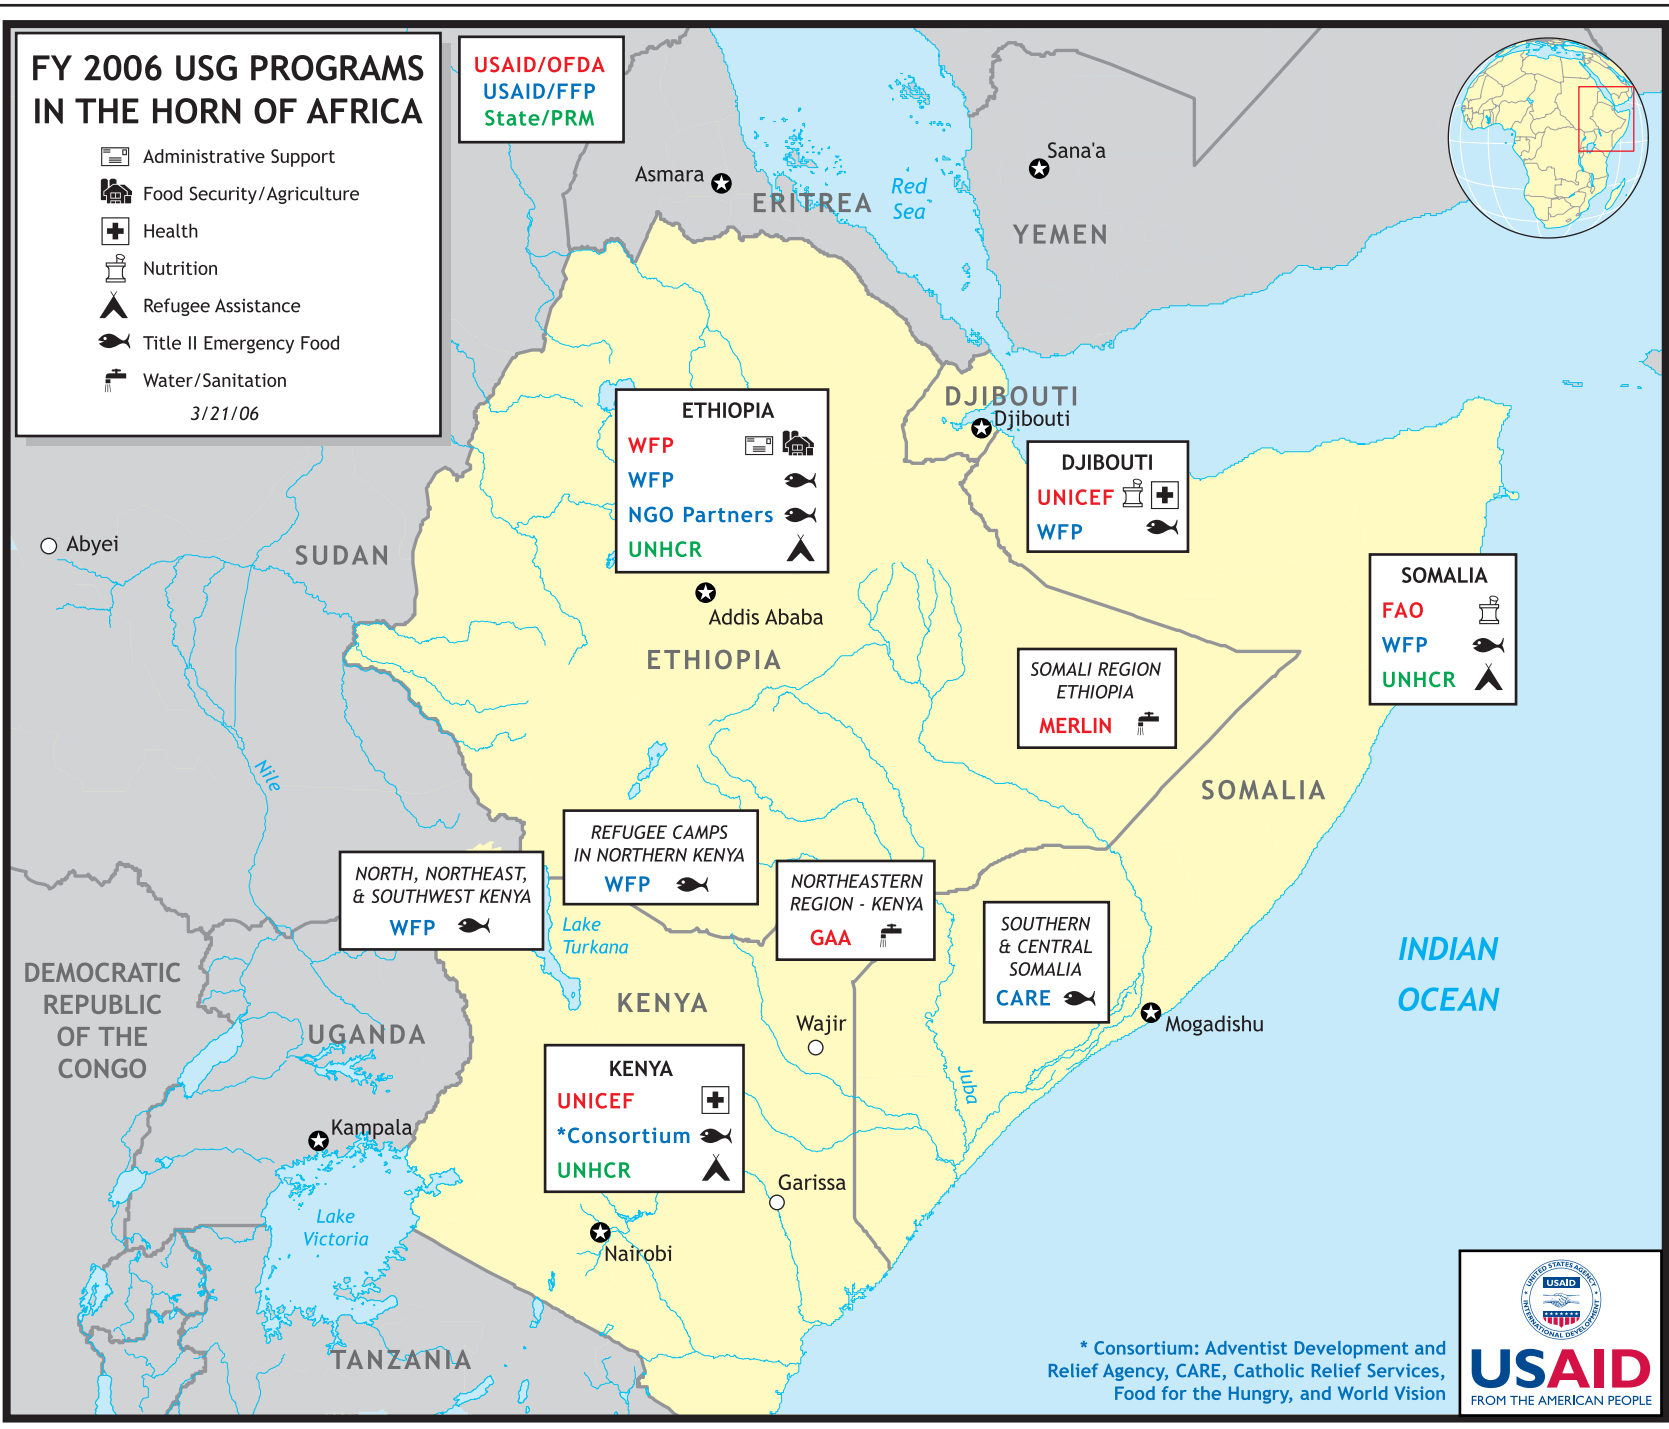 FY 2006 USG PROGRAMS
IN THE HORN OF AFRICA
Administrative Support
Food Security/Agriculture
Health
Nutrition
Refugee Assistance
Title II Emergency Food
Water/Sanitation
3/21/06
USAID/OFDA
USAID/FFP
State/PRM
Asmara
ERITREA
Red
Sea
Sana'a
YEMEN
DJIBOUTI
Djibouti
ETHIOPIA
WFP
WFP
NGO Partners
UNHCR
DJIBOUTI
UNICEF
WFP
Abyei
SUDAN
Addis Ababa
ETHIOPIA
SOMALIA
FAO
WFP
UNHCR
SOMALI REGION
ETHIOPIA
MERLIN
Nile
SOMALIA
REFUGEE CAMPS
IN NORTHERN KENYA
WFP
NORTH, NORTHEAST,
& SOUTHWEST KENYA
WFP
NORTHEASTERN
REGION - KENYA
GAA
Lake
Turkana
SOUTHERN
& CENTRAL
SOMALIA
CARE
INDIAN
OCEAN
DEMOCRATIC
REPUBLIC
OF THE
CONGO
UGANDA
KENYA
Wajir
Mogadishu
Juba
KENYA
UNICEF
*Consortium
UNHCR
Kampala
Garissa
Lake
Victoria
Nairobi
TANZANIA
* Consortium: Adventist Development and
Relief Agency, CARE, Catholic Relief Services,
Food for the Hungry, and World Vision
UNITED STATES AGENCY
USAID
INTERNATIONAL DEVELOPMENT
USAID
FROM THE AMERICAN PEOPLE